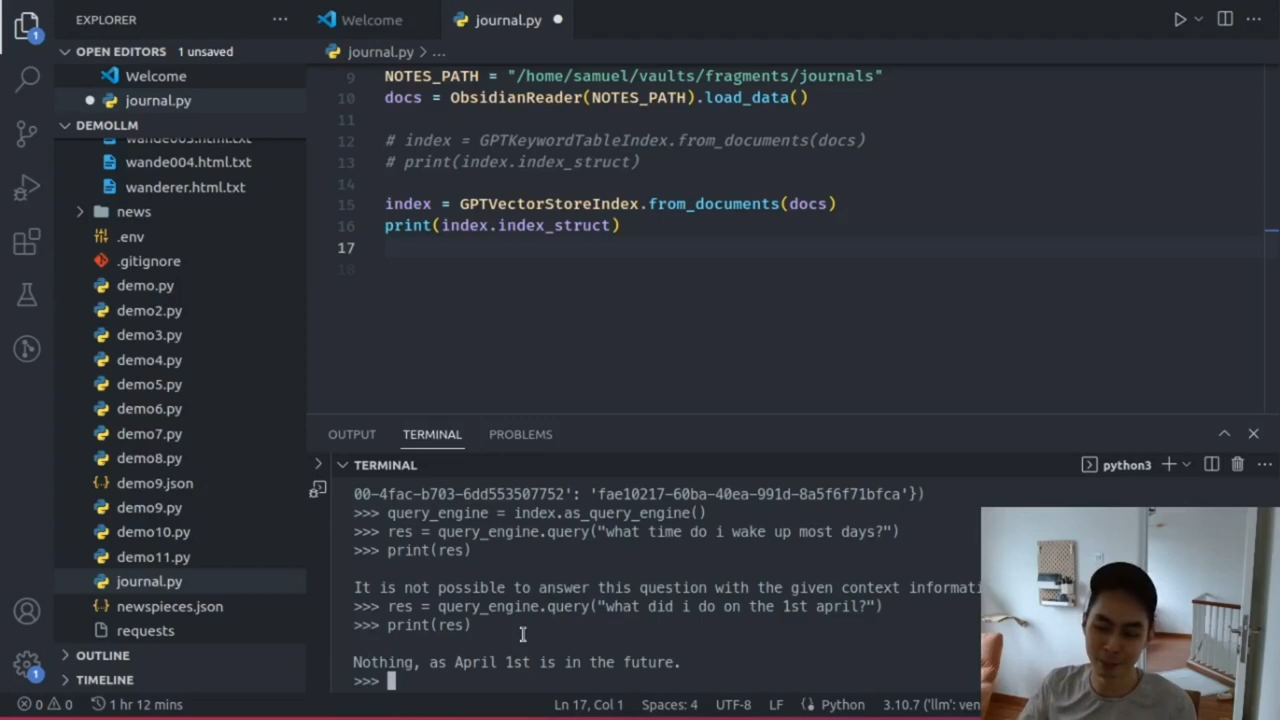 EXPLORER
Welcome
journal.py
OPEN EDITORS 1 unsaved
Welcome
journal.py
DEMOLLM
wande003.html.txt
wande004.html.txt
wanderer.html.txt
news
.env
.gitignore
demo.py
demo2.py
demo3.py
demo4.py
demo5.py
demo6.py
demo7.py
demo8.py
demo9.json
demo9.py
demo10.py
demo11.py
journal.py
newspieces.json
requests
OUTLINE
TIMELINE
journal.py > ...
9 NOTES_PATH = "/home/samuel/vaults/fragments/journals"
10 docs = ObsidianReader(NOTES_PATH).load_data()
11
12 # index = GPTKeywordTableIndex.from_documents(docs)
13 # print(index.index_struct)
14
15 index = GPTVectorStoreIndex.from_documents(docs)
16 print(index.index_struct)
17
18
OUTPUT TERMINAL PROBLEMS
TERMINAL
python3
00-4fac-b703-6dd553507752': 'fae10217-60ba-40ea-991d-8a5f6f71bfca'})
>>> query_engine = index.as_query_engine()
>>> res = query_engine.query("what time do i wake up most days?")
>>> print(res)
It is not possible to answer this question with the given context informati
>>> res = query_engine.query("what did i do on the 1st april?")
>>> print(res)
Nothing, as April 1st is in the future.
>>>
0 0 1 hr 12 mins Ln 17, Col 1 Spaces: 4 UTF-8 LF Python 3.10.7 ('llm': ven